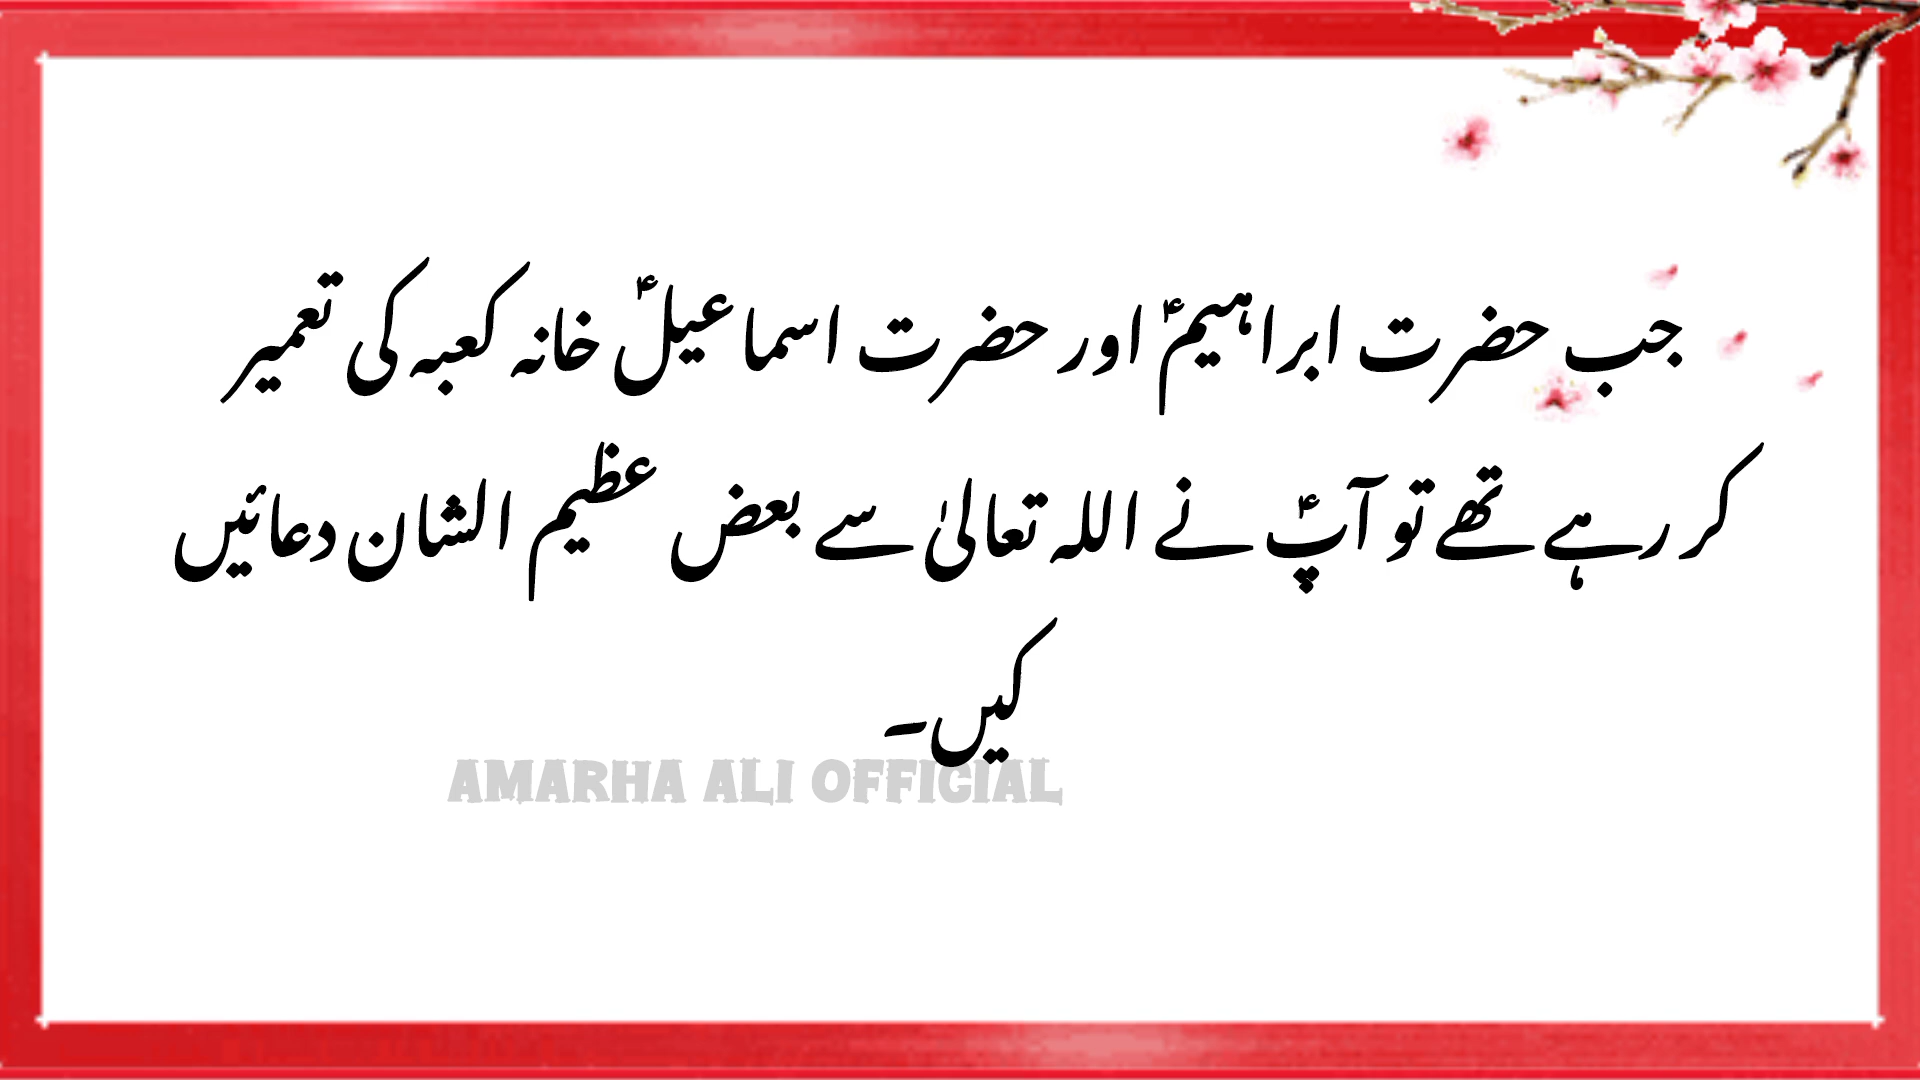 جب حضرت ابراہیمؑ اور حضرت اسماعیلؑ خانہ کعبہ کی تعمیر
کر رہے تھے تو آپؑ نے اللہ تعالیٰ سے بعض عظیم الشان دعائیں
کیں۔
AMARHA ALI OFFICIAL